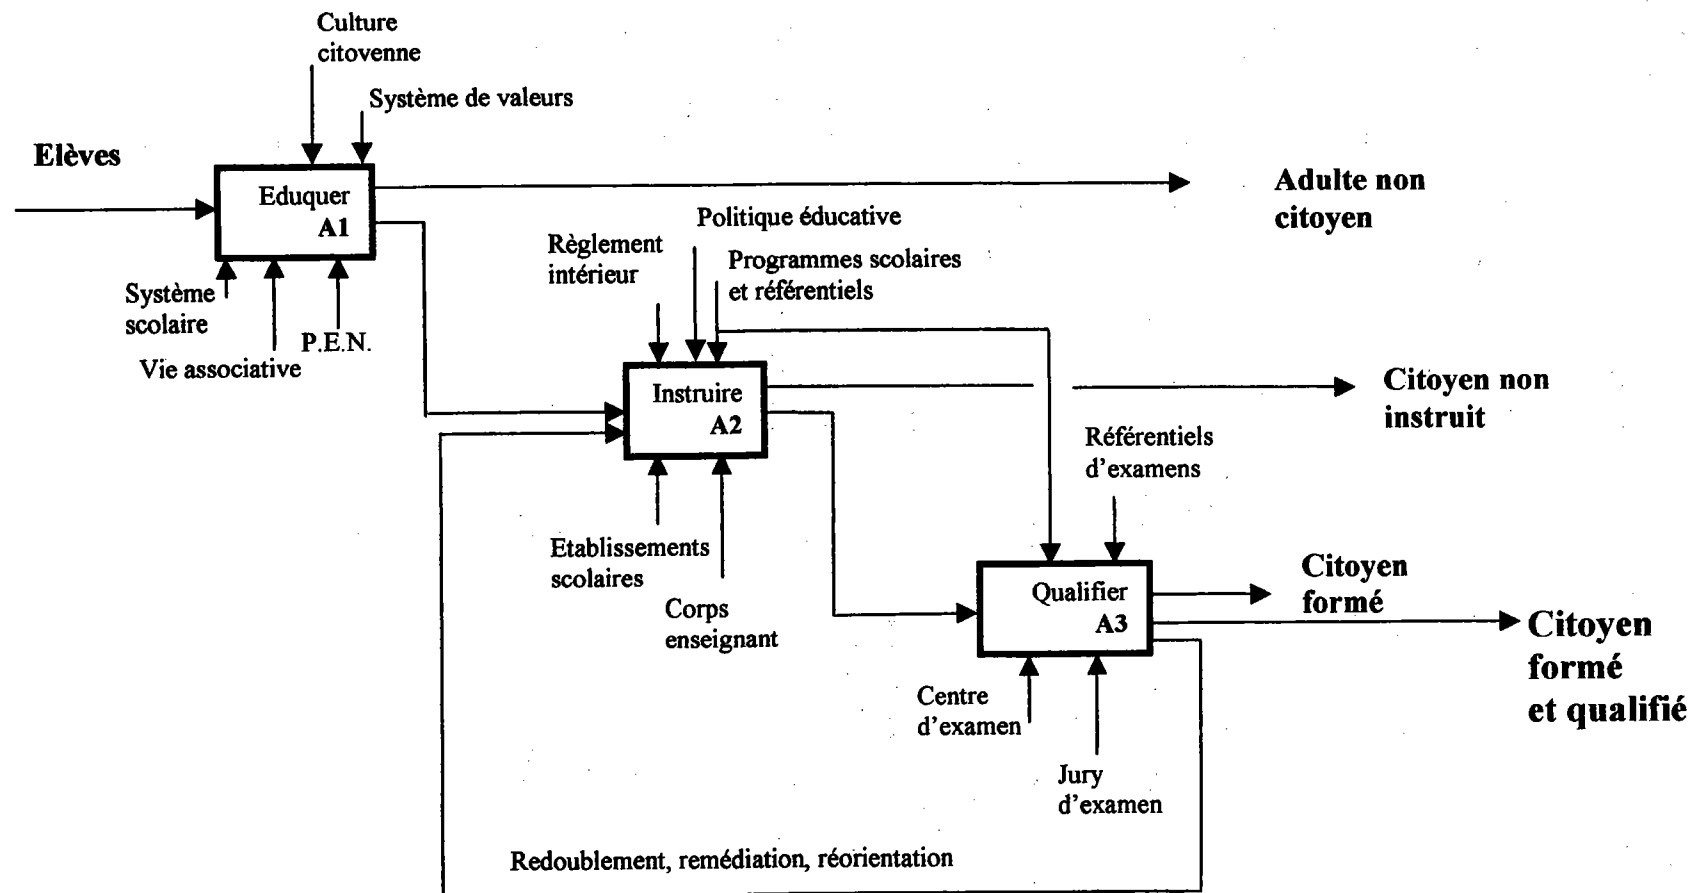 Culture
citovenne
Système de valeurs
Elèves
Eduquer
A1
Adulte non
citoyen
Système
scolaire
P.E.N.
Vie associative
Politique éducative
Règlement
intérieur
Programmes scolaires
et référentiels
Instruire
A2
Citoyen non
instruit
Référentiels
d'examens
Etablissements
scolaires
Corps
enseignant
Qualifier
A3
Citoyen
formé
Citoyen
formé
et qualifié
Centre
d'examen
Jury
d'examen
Redoublement, remédiation, réorientation